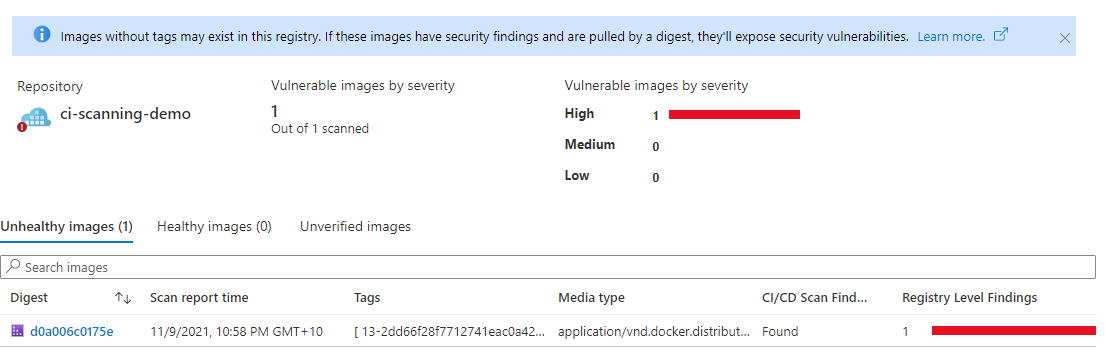 Images without tags may exist in this registry. If these images have security findings and are pulled by a digest, they'll expose security vulnerabilities. Learn more.
Repository
ci-scanning-demo
Vulnerable images by severity
1
Out of 1 scanned
Vulnerable images by severity
High 1
Medium 0
Low 0
Unhealthy images (1) Healthy images (0) Unverified images
Search images
Digest Scan report time Tags Media type CI/CD Scan Find... Registry Level Findings
d0a006c0175e 11/9/2021, 10:58 PM GMT+10 [ 13-2dd66f28f7712741eac0a42... application/vnd.docker.distribut... Found 1